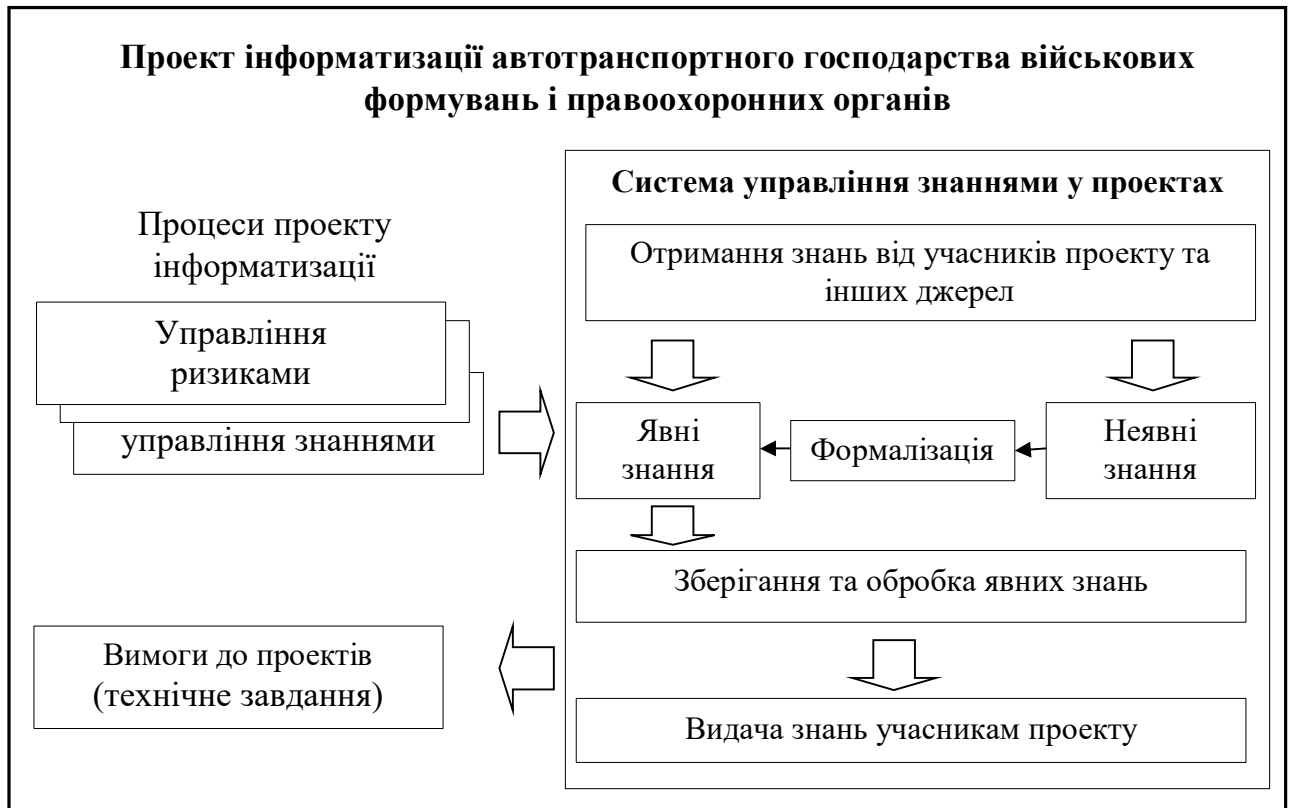 Проект інформатизації автотранспортного господарства військових
формувань і правоохоронних органів
Процеси проекту
інформатизації
Управління
ризиками
управління знаннями
Вимоги до проектів
(технічне завдання)
Система управління знаннями у проектах
Отримання знань від учасників проекту та
інших джерел
Явні
знання
Формалізація
Неявні
знання
Зберігання та обробка явних знань
Видача знань учасникам проекту